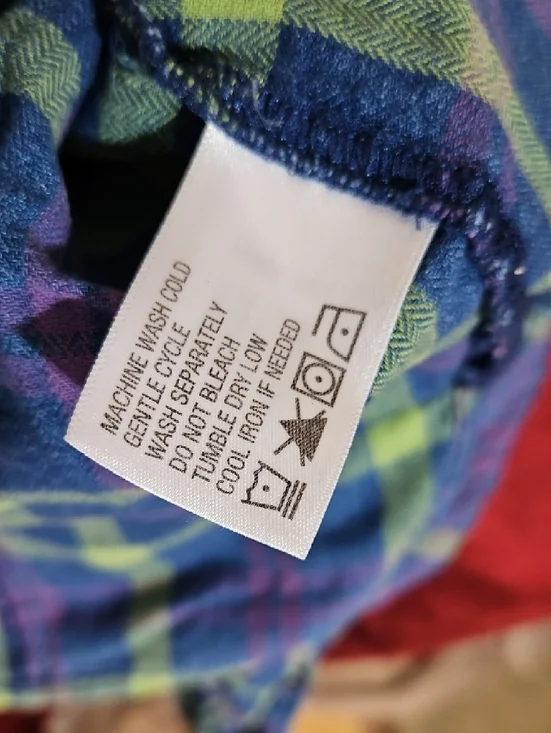 MACHINE WASH COLD
GENTLE CYCLE
WASH SEPARATELY
DO NOT BLEACH
TUMBLE DRY LOW
COOL IRON IF NEEDED